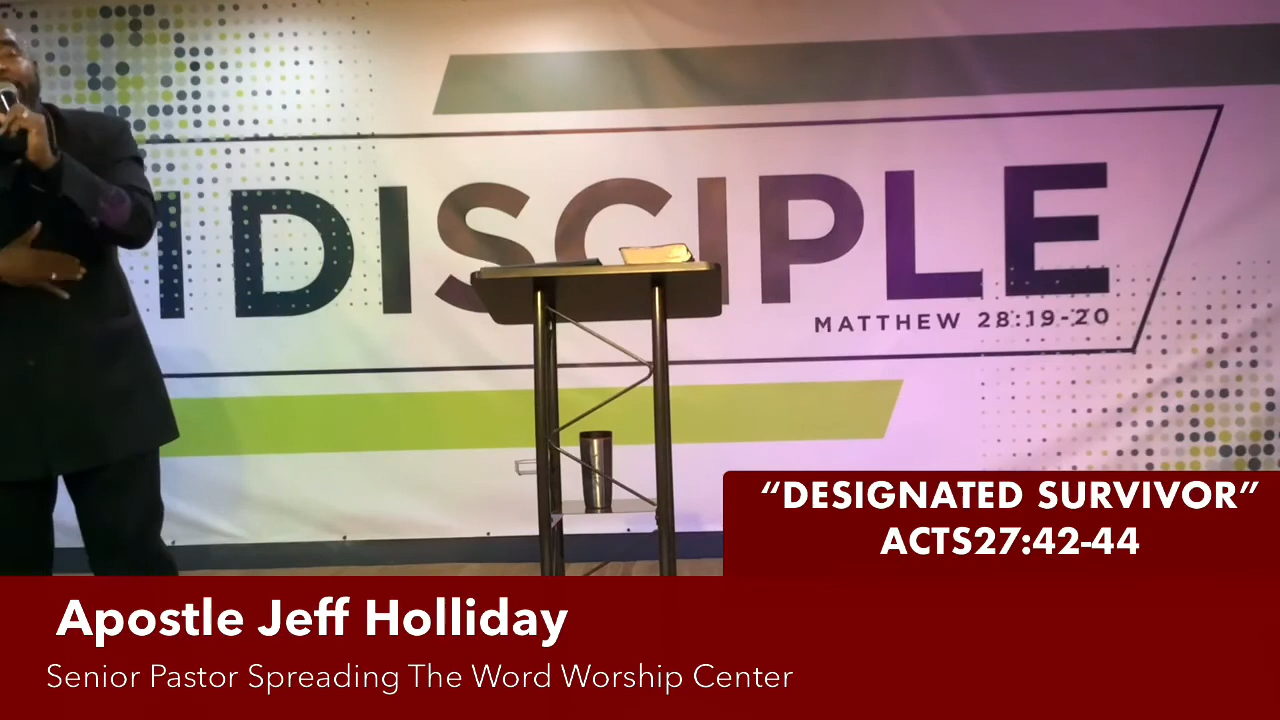 DISCIPLE
MATTHEW 28:19-20
“DESIGNATED SURVIVOR”
ACTS27:42-44
Apostle Jeff Holliday
Senior Pastor Spreading The Word Worship Center